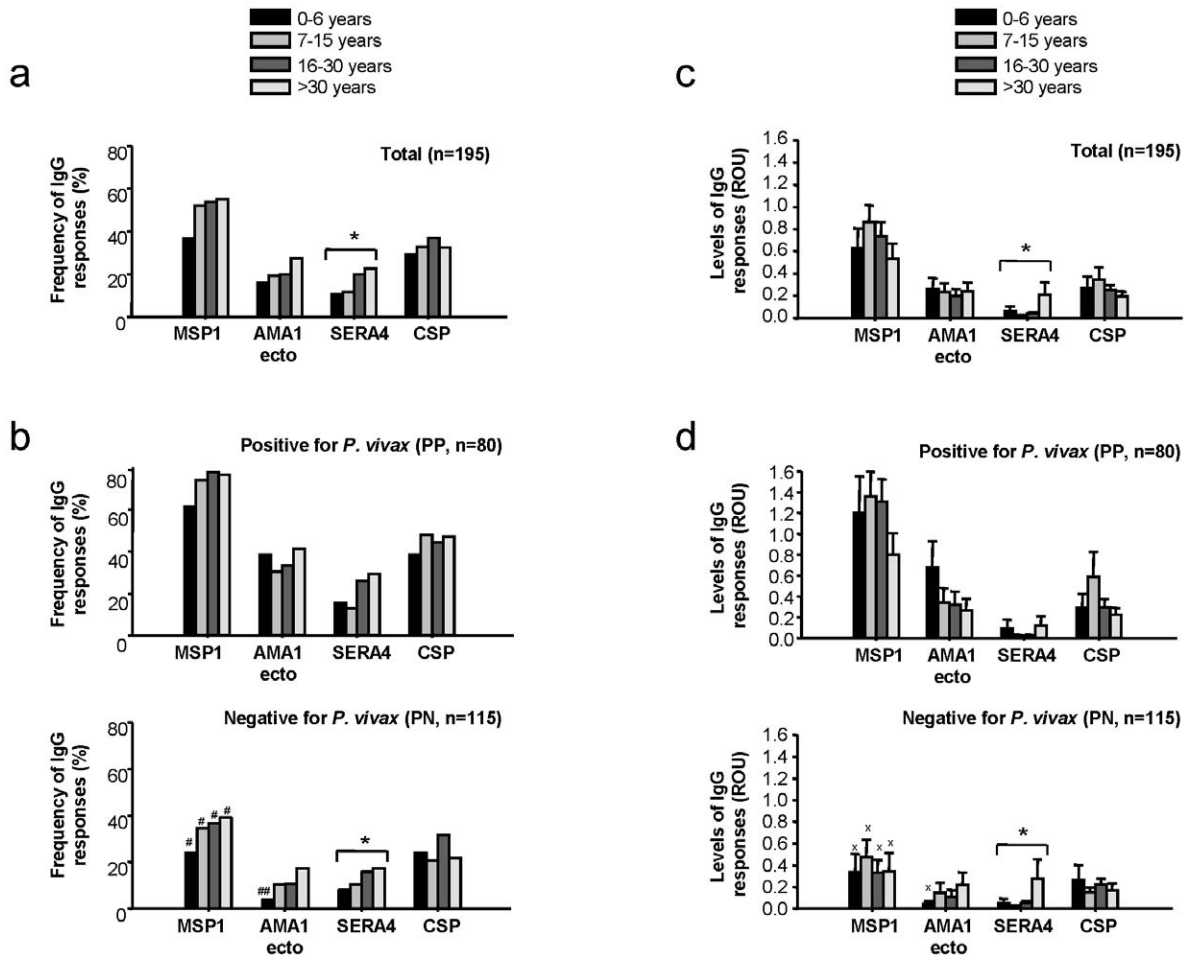 0-6 years
7-15 years
16-30 years
>30 years
a
Total (n=195)
Frequency of IgG
responses (%)
80
60
40
20
0
*
MSP1 AMA1 SERA4 CSP
ecto
b
Positive for P. vivax (PP, n=80)
Frequency of IgG
responses (%)
80
60
40
20
0
MSP1 AMA1 SERA4 CSP
ecto
Negative for P. vivax (PN, n=115)
Frequency of IgG
responses (%)
80
60
40
20
0
# # # #
##
*
MSP1 AMA1 SERA4 CSP
ecto
0-6 years
7-15 years
16-30 years
>30 years
c
Total (n=195)
Levels of IgG
responses (ROU)
1.6
1.4
1.2
1.0
0.8
0.6
0.4
0.2
0.0
*
MSP1 AMA1 SERA4 CSP
ecto
d
Positive for P. vivax (PP, n=80)
Levels of IgG
responses (ROU)
1.6
1.4
1.2
1.0
0.8
0.6
0.4
0.2
0.0
MSP1 AMA1 SERA4 CSP
ecto
Negative for P. vivax (PN, n=115)
Levels of IgG
responses (ROU)
1.6
1.4
1.2
1.0
0.8
0.6
0.4
0.2
0.0
x x x x
x
*
MSP1 AMA1 SERA4 CSP
ecto